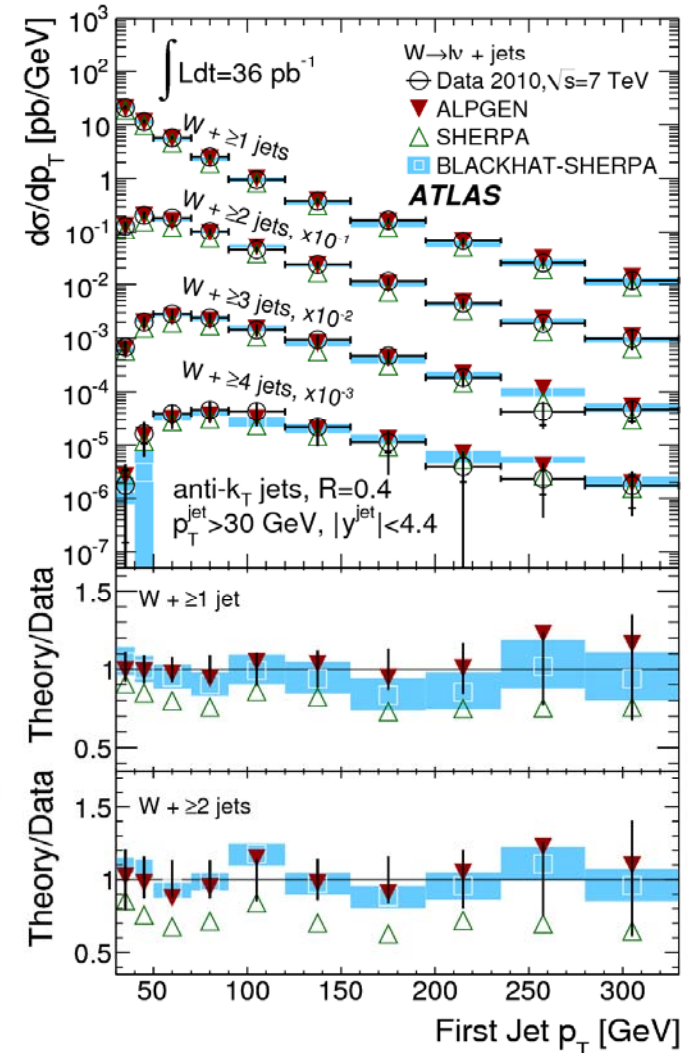 dσ/dp_T [pb/GeV]
10³
10²
10
1
10⁻¹
10⁻²
10⁻³
10⁻⁴
10⁻⁵
10⁻⁶
10⁻⁷
∫ Ldt=36 pb⁻¹
W→lν + jets
Data 2010,√s=7 TeV
ALPGEN
SHERPA
BLACKHAT-SHERPA
ATLAS
W + ≥1 jets
W + ≥2 jets, x10⁻¹
W + ≥3 jets, x10⁻²
W + ≥4 jets, x10⁻³
anti-k_T jets, R=0.4
p_T^jet>30 GeV, |y^jet|<4.4
Theory/Data
1.5
1
0.5
W + ≥1 jet
Theory/Data
1.5
1
0.5
W + ≥2 jets
50 100 150 200 250 300
First Jet p_T [GeV]